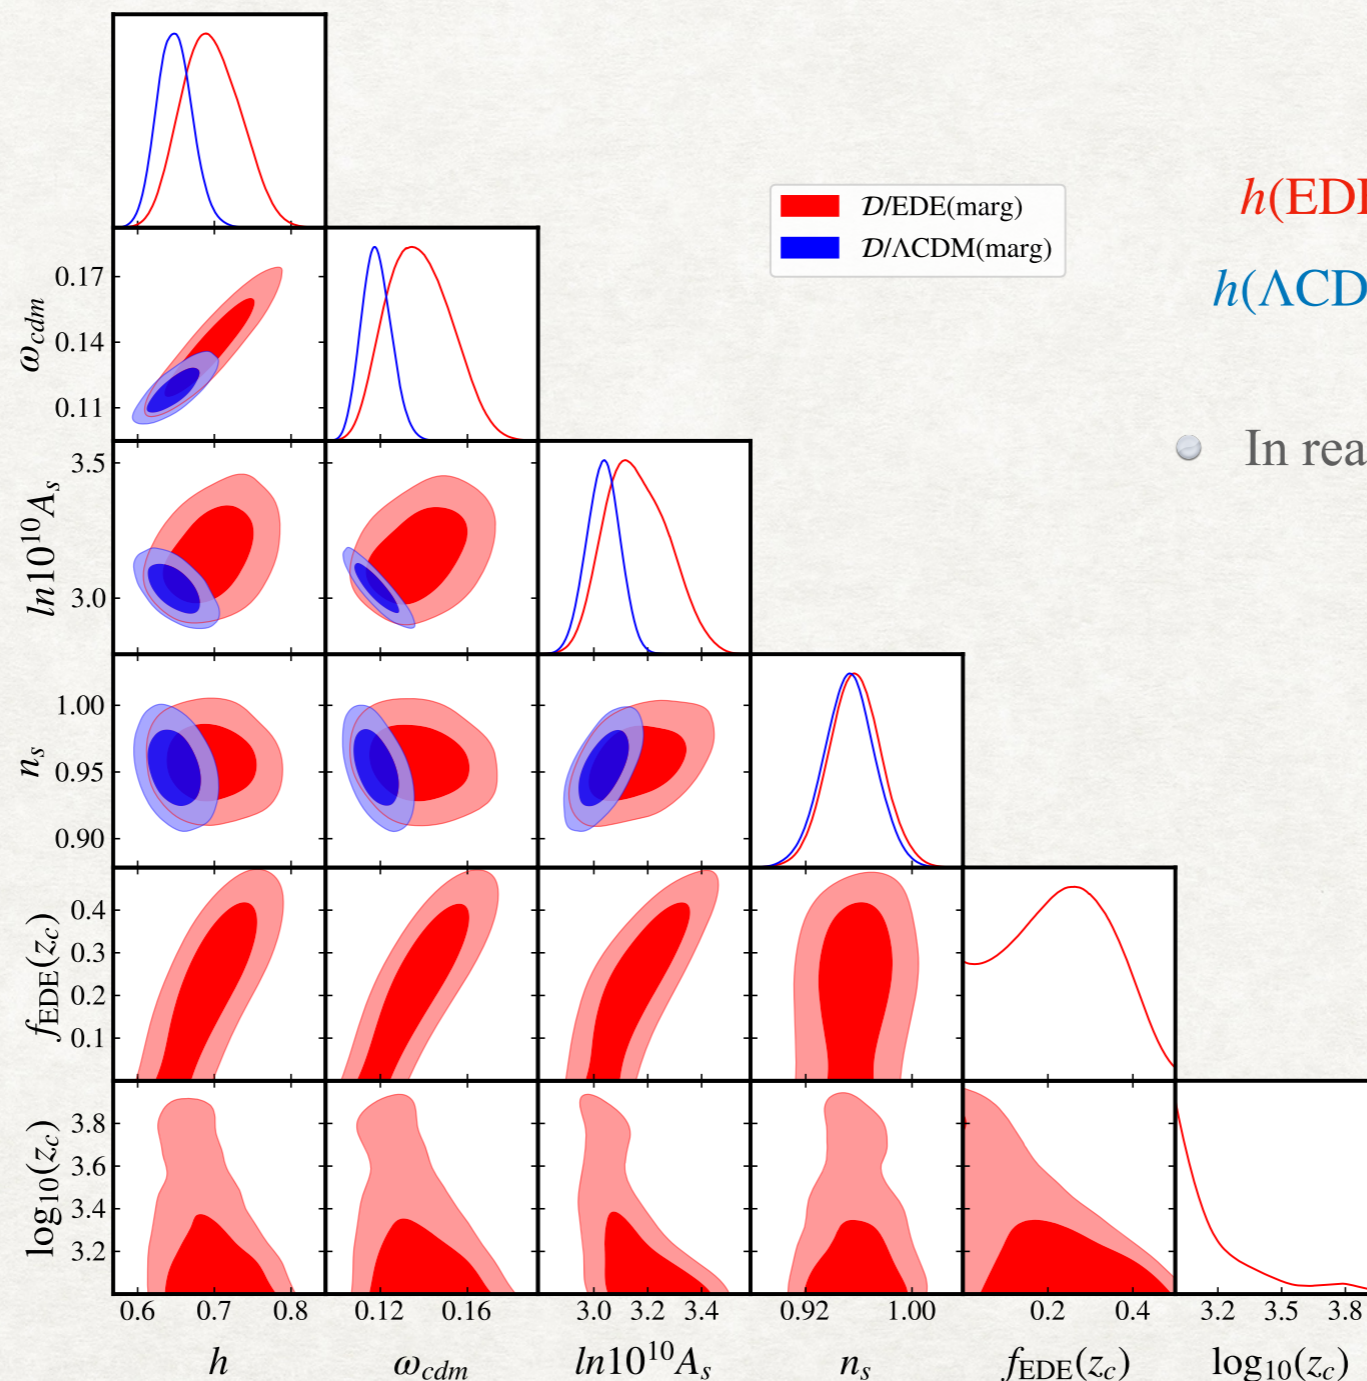 𝒟/EDE(marg)
𝒟/ΛCDM(marg)
h(EDE
h(ΛCD
In rea
0.17
0.14
0.11
ω_cdm
3.5
3.0
ln10^10 A_s
1.00
0.95
0.90
n_s
0.4
0.3
0.2
0.1
f_EDE(z_c)
3.8
3.6
3.4
3.2
log_10(z_c)
0.6 0.7 0.8 0.12 0.16 3.0 3.2 3.4 0.92 1.00 0.2 0.4 3.2 3.5 3.8
h ω_cdm ln10^10 A_s n_s f_EDE(z_c) log_10(z_c)